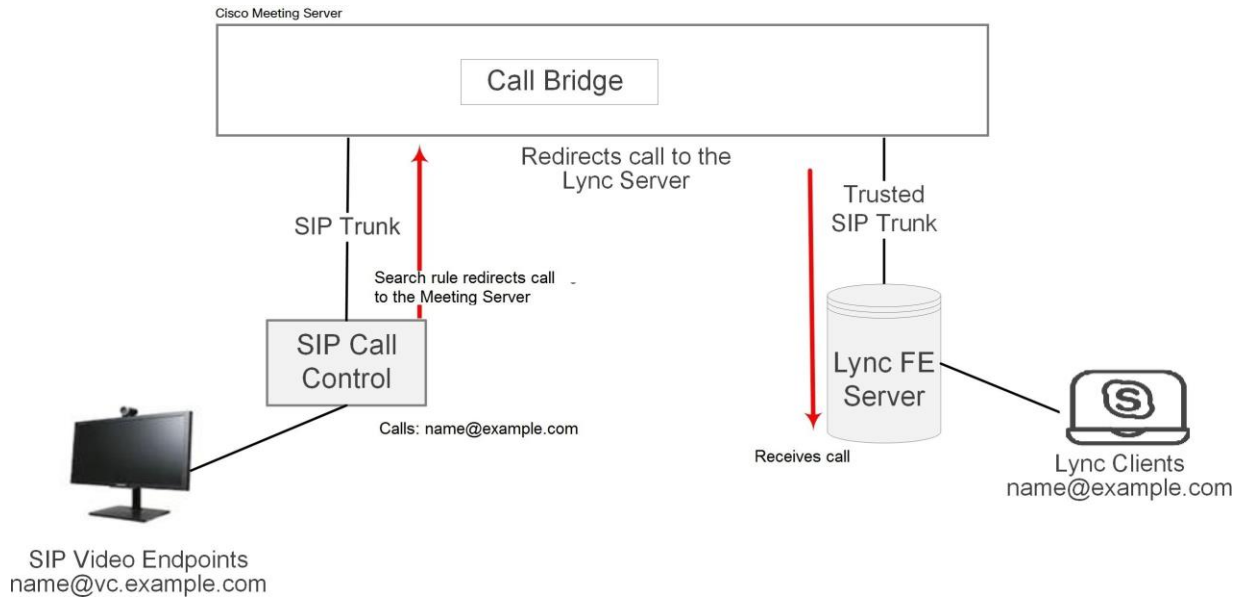 Cisco Meeting Server
Call Bridge
Redirects call to the
Lync Server
SIP Trunk
Trusted
SIP Trunk
Search rule redirects call
to the Meeting Server
SIP Call
Control
Lync FE
Server
Calls: name@example.com
Receives call
S
Lync Clients
name@example.com
SIP Video Endpoints
name@vc.example.com